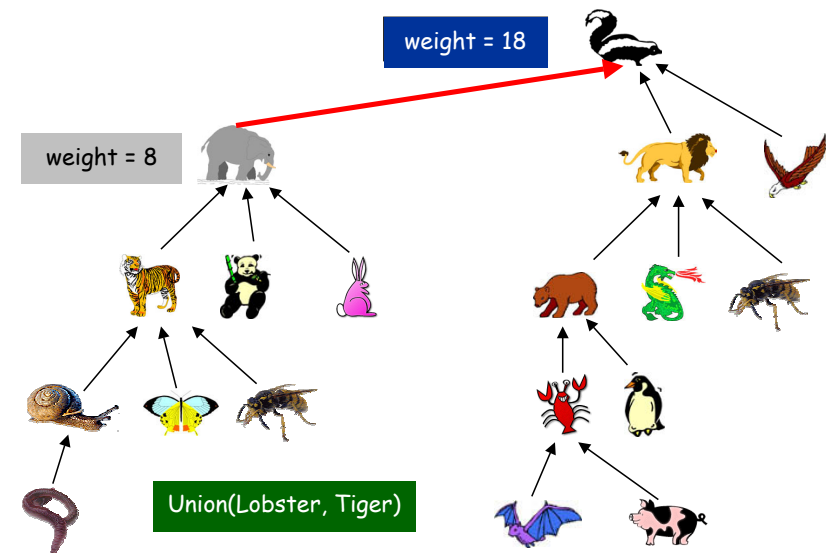 weight = 18
weight = 8
Union(Lobster, Tiger)